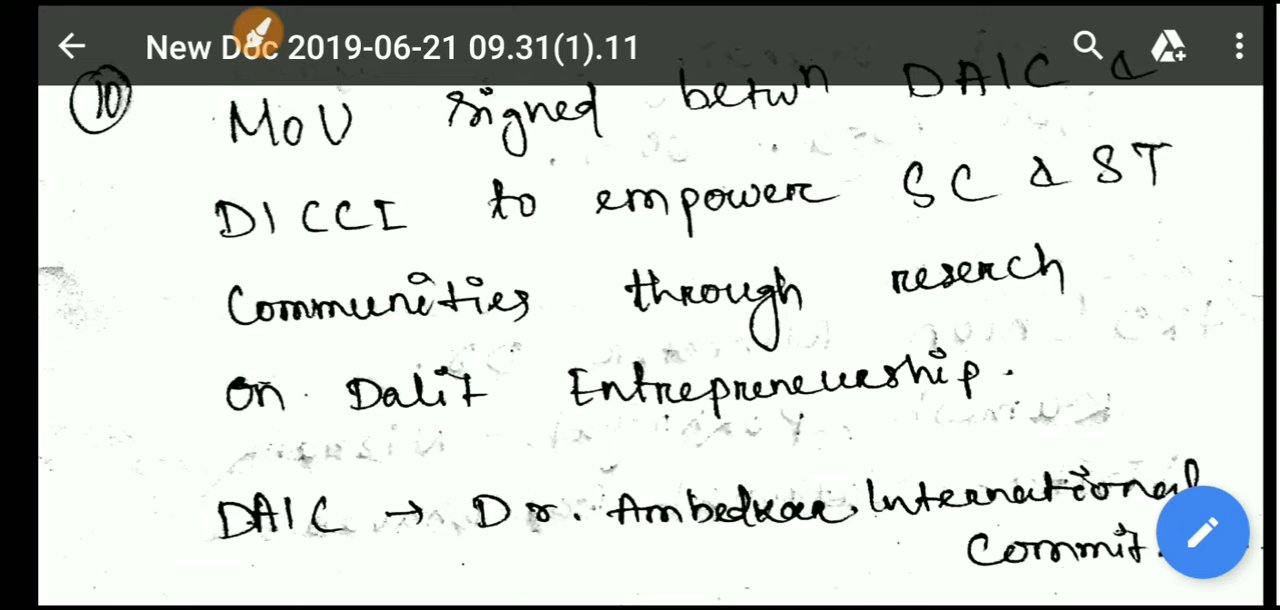 New Doc 2019-06-21 09.31(1).11
10 MoU signed betwn DAIC &
DICCI to empower SC & ST
Communities through reserch
on Dalit Entrepreneurship.
DAIC → Dr. Ambedkar International
Commit